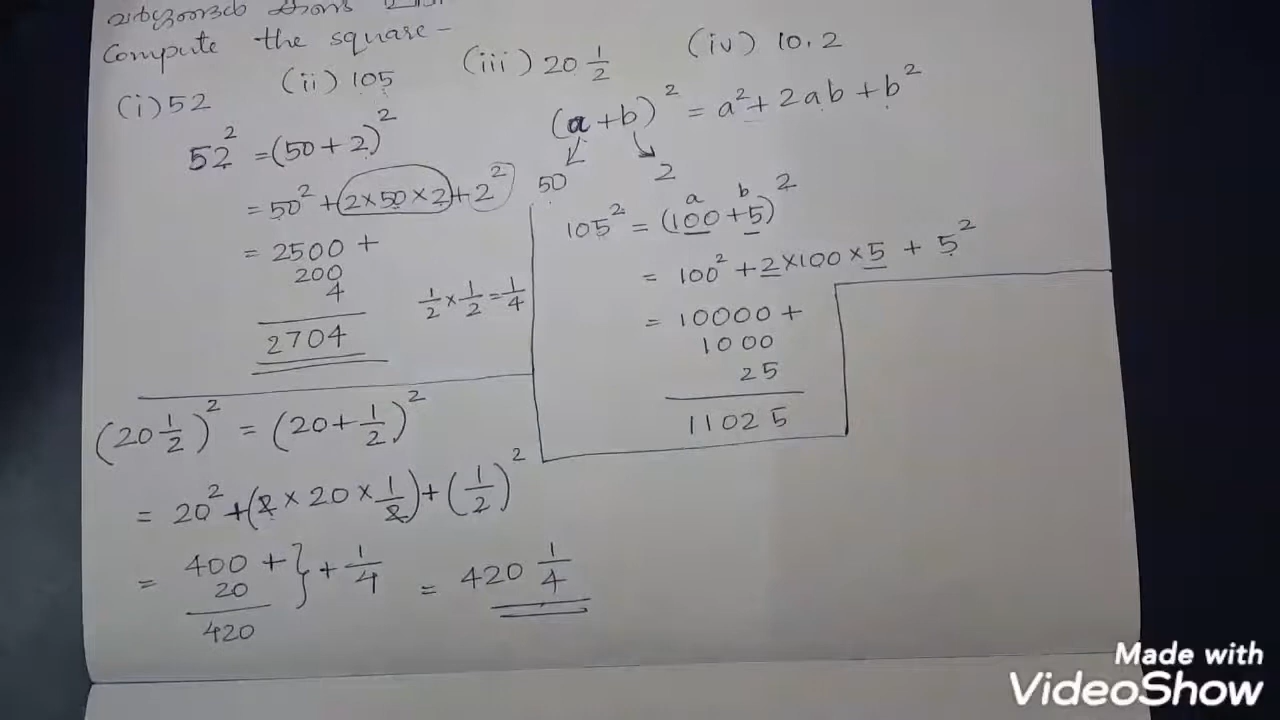 വർഗ്ഗങ്ങൾ
Compute the square -
(i) 52 (ii) 105 (iii) 20 1/2 (iv) 10.2
52² = (50 + 2)²
= 50² + (2 × 50 × 2) + 2²
= 2500 +
200
4
2704
(a + b)² = a² + 2ab + b²
50 2
a b
105² = (100 + 5)²
= 100² + 2 × 100 × 5 + 5²
= 10000 +
1000
25
11025
1/2 × 1/2 = 1/4
(20 1/2)² = (20 + 1/2)²
= 20² + (2 × 20 × 1/2) + (1/2)²
= 400 + } + 1/4 = 420 1/4
20
420
Made with
VideoShow